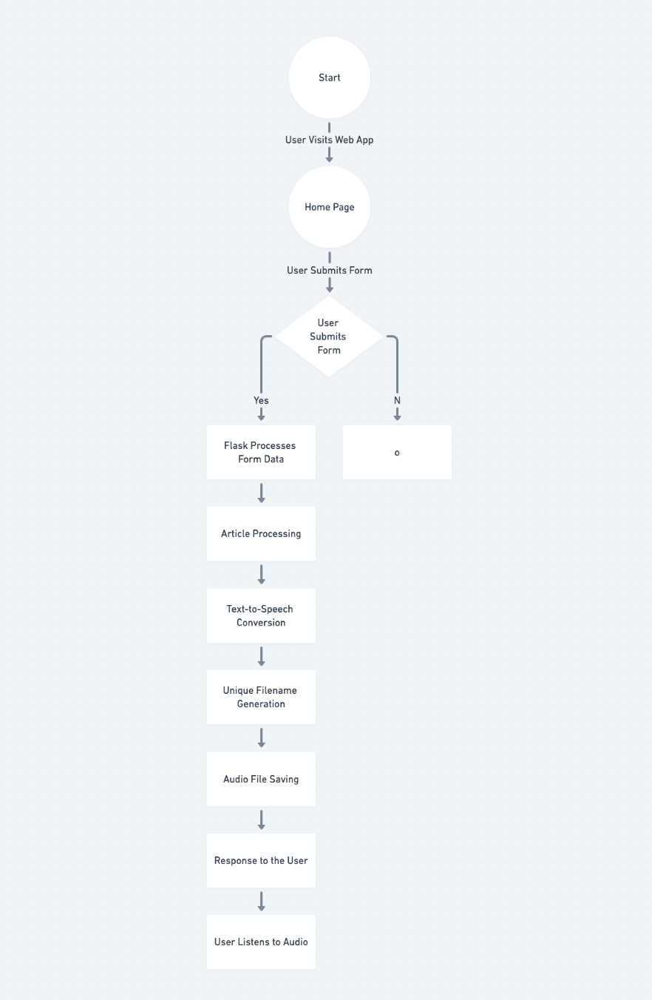 Start
User Visits Web App
Home Page
User Submits Form
User
Submits
Form
Yes
N
Flask Processes
Form Data
o
Article Processing
Text-to-Speech
Conversion
Unique Filename
Generation
Audio File Saving
Response to the User
User Listens to Audio